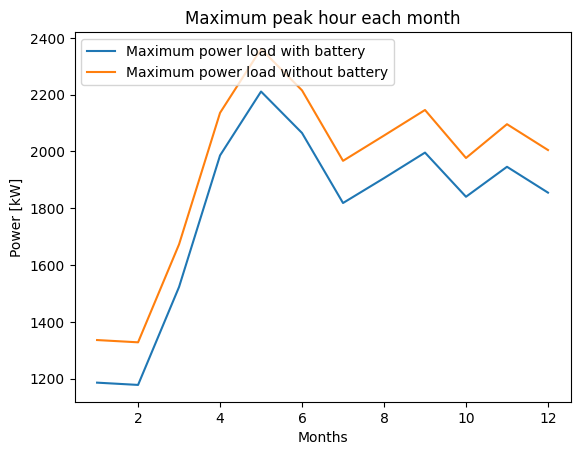 Maximum peak hour each month
Maximum power load with battery
Maximum power load without battery
Power [kW]
2400
2200
2000
1800
1600
1400
1200
2 4 6 8 10 12
Months